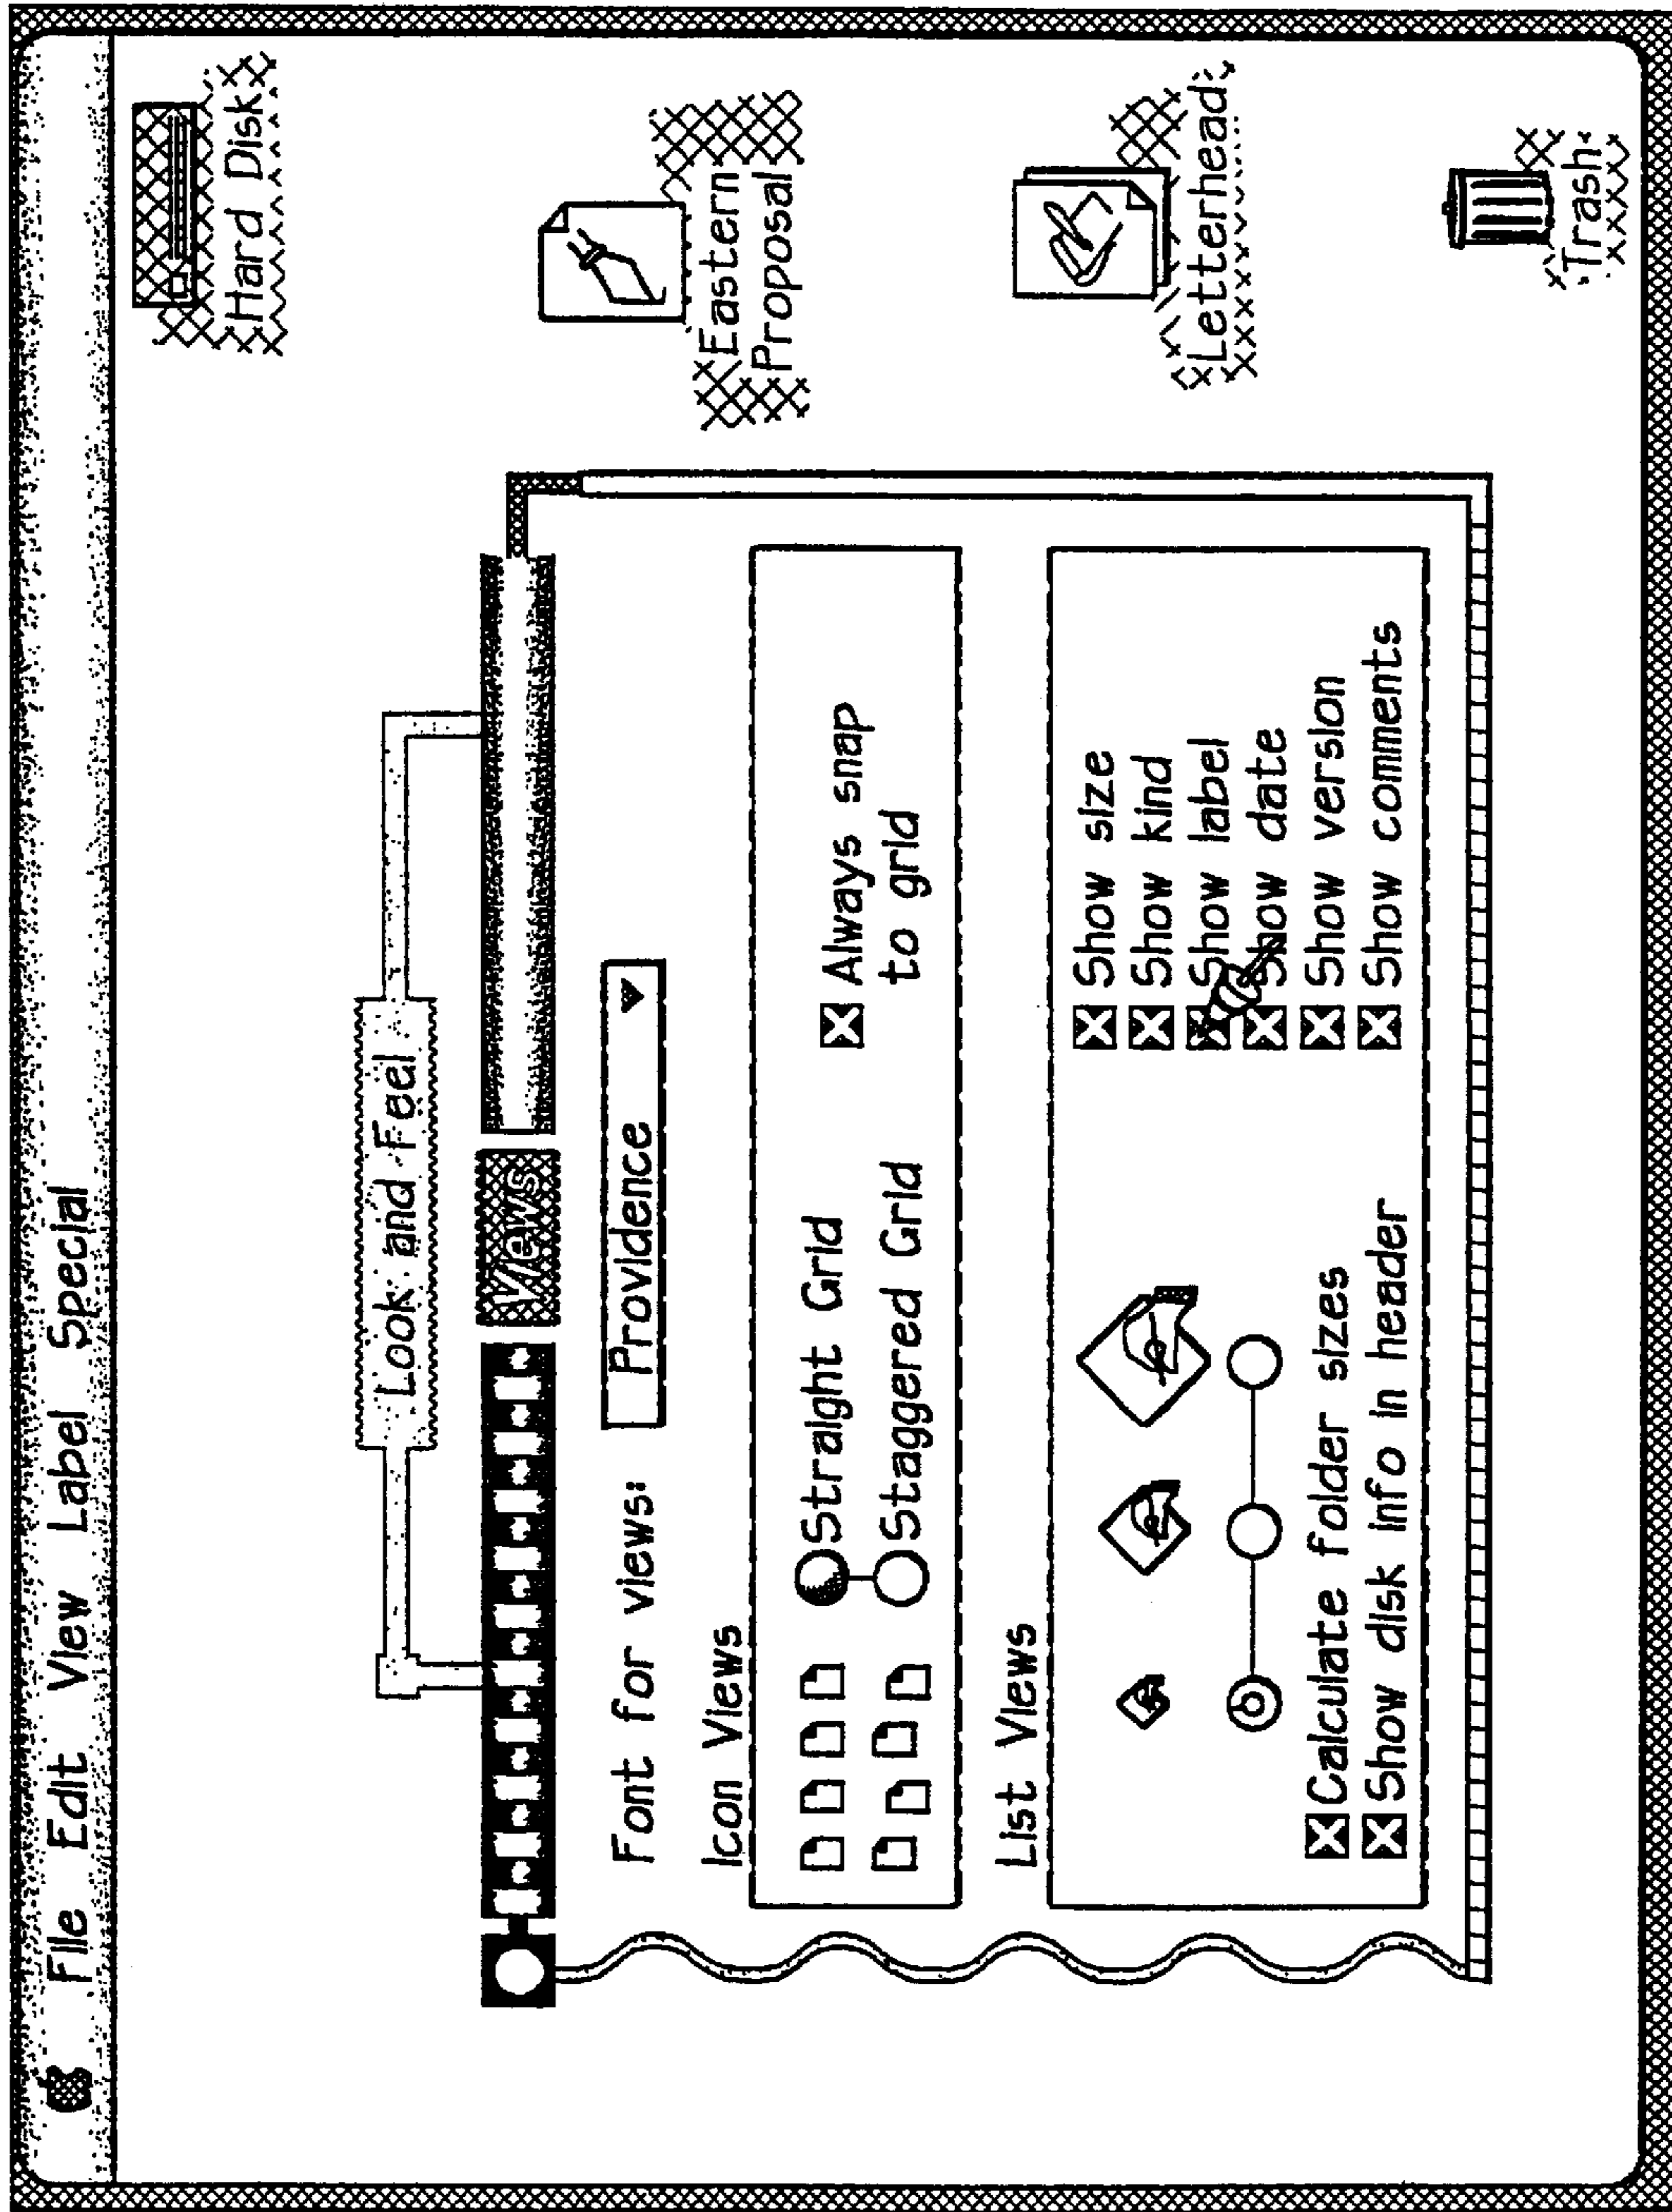 File Edit View Label Special
Hard Disk
Look and Feel
Views
Font for views: Providence
Icon Views
Straight Grid
Staggered Grid
Always snap
to grid
List Views
Calculate folder sizes
Show disk info in header
Show size
Show kind
Show label
Show date
Show version
Show comments
Eastern
Proposal
Letterhead
Trash